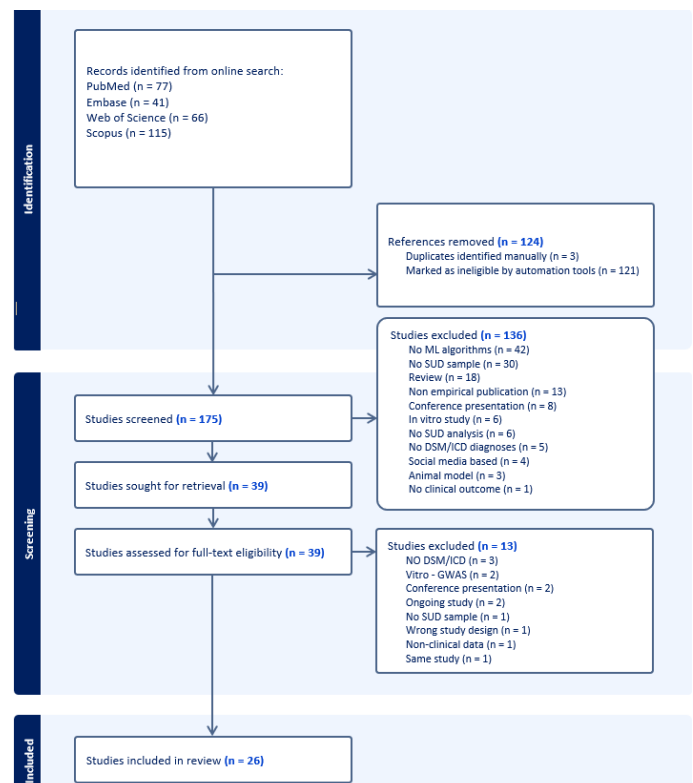 Identification
Records identified from online search:
PubMed (n = 77)
Embase (n = 41)
Web of Science (n = 66)
Scopus (n = 115)
References removed (n = 124)
Duplicates identified manually (n = 3)
Marked as ineligible by automation tools (n = 121)
Screening
Studies screened (n = 175)
Studies excluded (n = 136)
No ML algorithms (n = 42)
No SUD sample (n = 30)
Review (n = 18)
Non empirical publication (n = 13)
Conference presentation (n = 8)
In vitro study (n = 6)
No SUD analysis (n = 6)
No DSM/ICD diagnoses (n = 5)
Social media based (n = 4)
Animal model (n = 3)
No clinical outcome (n = 1)
Studies sought for retrieval (n = 39)
Studies assessed for full-text eligibility (n = 39)
Studies excluded (n = 13)
NO DSM/ICD (n = 3)
Vitro - GWAS (n = 2)
Conference presentation (n = 2)
Ongoing study (n = 2)
No SUD sample (n = 1)
Wrong study design (n = 1)
Non-clinical data (n = 1)
Same study (n = 1)
Included
Studies included in review (n = 26)